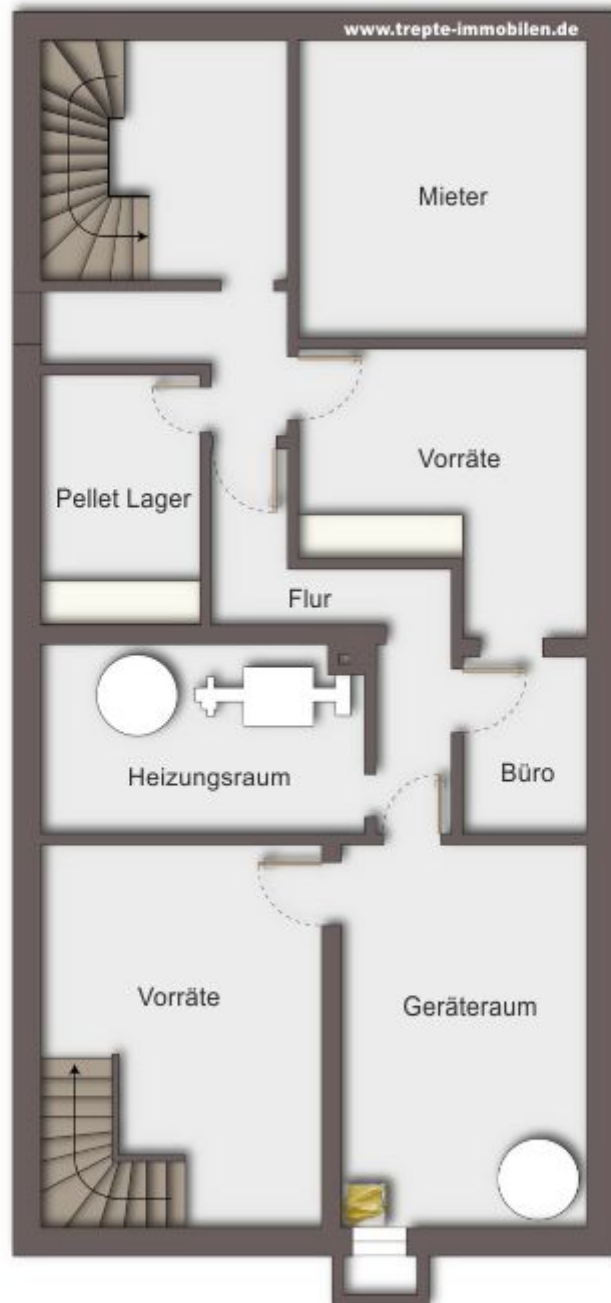 www.trepte-immobilen.de
Mieter
Vorräte
Pellet Lager
Flur
Heizungsraum
Büro
Vorräte
Geräteraum